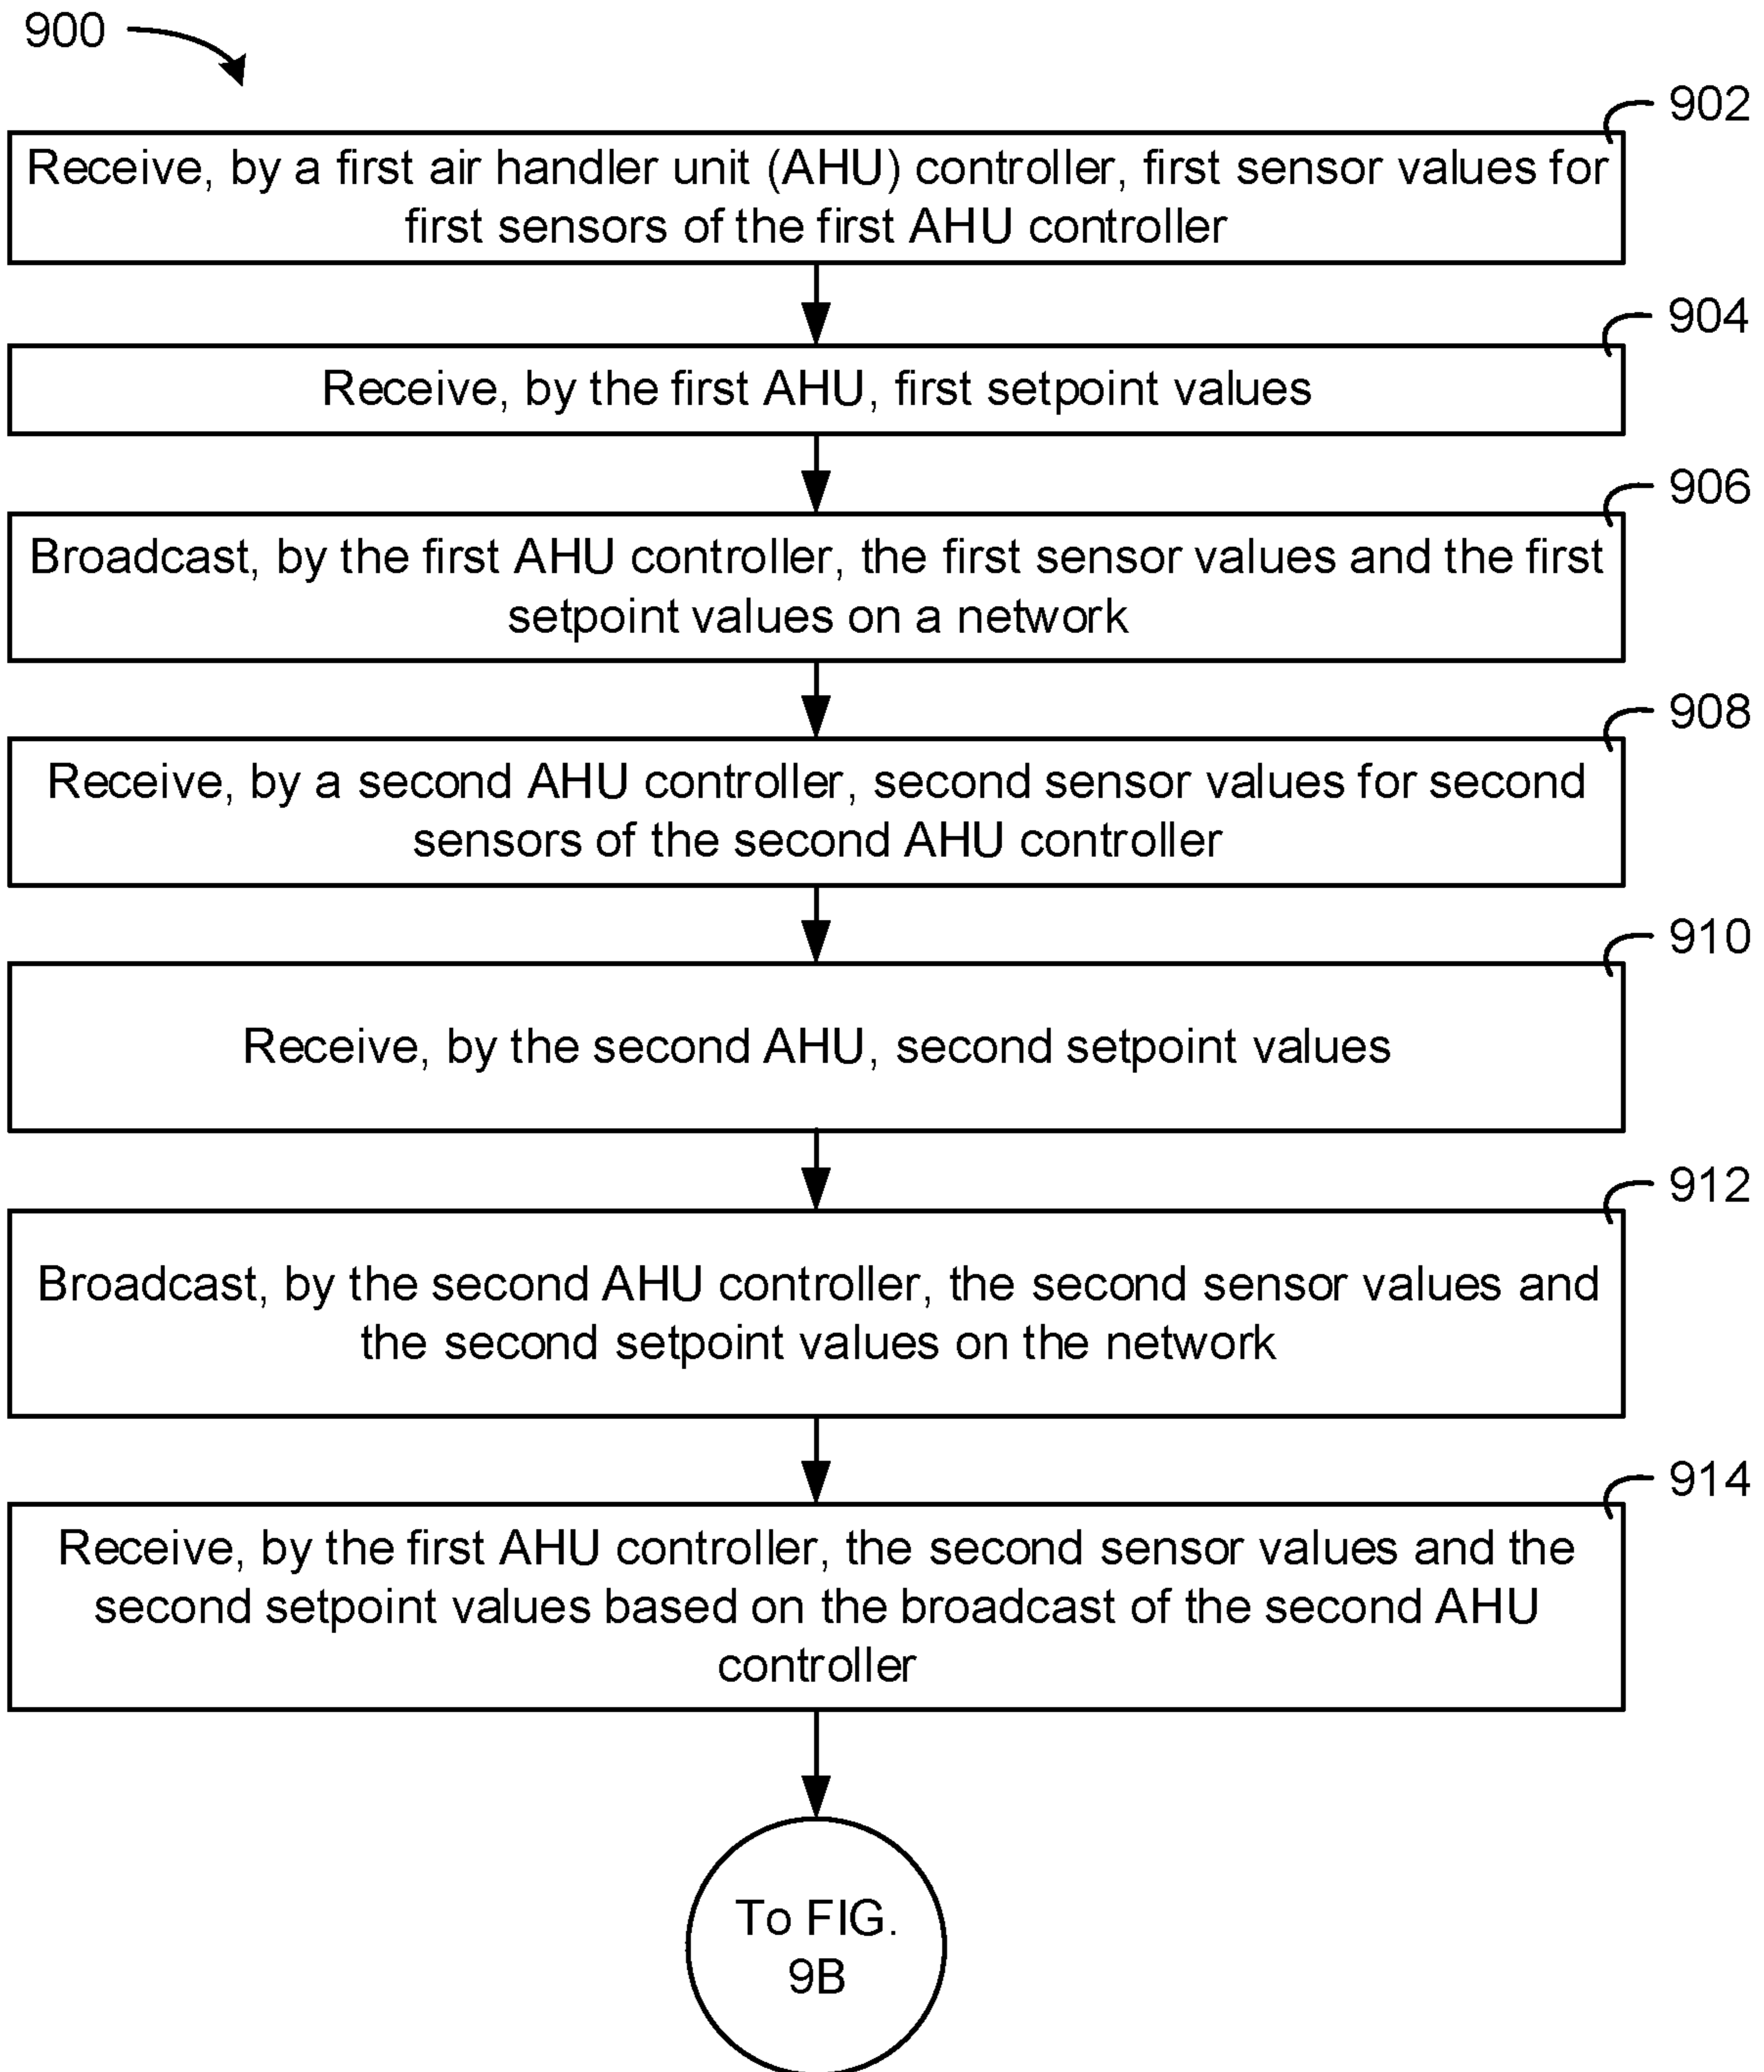 900
902
Receive, by a first air handler unit (AHU) controller, first sensor values for
first sensors of the first AHU controller
904
Receive, by the first AHU, first setpoint values
906
Broadcast, by the first AHU controller, the first sensor values and the first
setpoint values on a network
908
Receive, by a second AHU controller, second sensor values for second
sensors of the second AHU controller
910
Receive, by the second AHU, second setpoint values
912
Broadcast, by the second AHU controller, the second sensor values and
the second setpoint values on the network
914
Receive, by the first AHU controller, the second sensor values and the
second setpoint values based on the broadcast of the second AHU
controller
To FIG.
9B